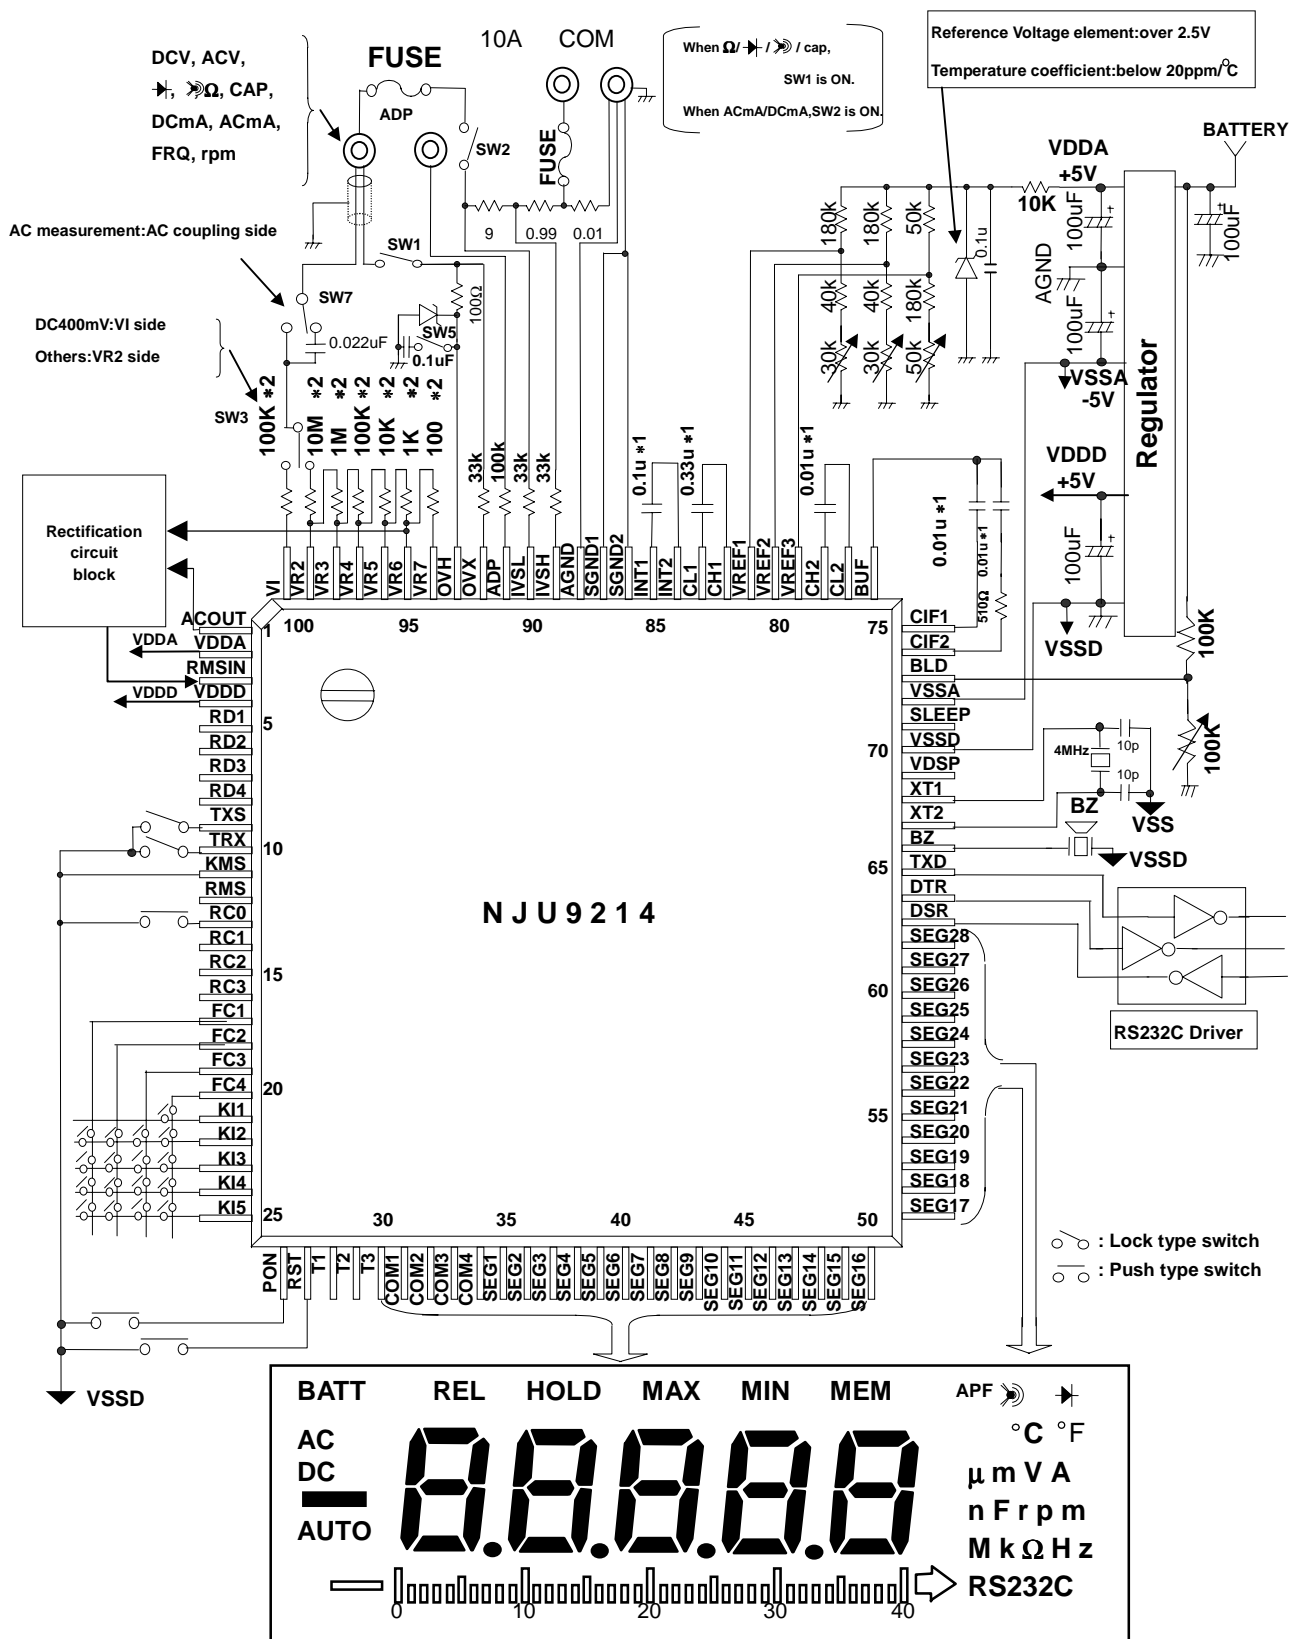 DCV, ACV,
Ω, CAP,
DCmA, ACmA,
FRQ, rpm
FUSE
ADP
10A
COM
FUSE
SW2
When Ω/ / / cap,
SW1 is ON.
When ACmA/DCmA,SW2 is ON.
Reference Voltage element:over 2.5V
Temperature coefficient:below 20ppm/°C
BATTERY
VDDA
+5V
10K
100uF
100uF
AGND
100uF
VSSA
-5V
Regulator
VDDD
+5V
100uF
VSSD
100K
100K
AC measurement:AC coupling side
DC400mV:VI side
Others:VR2 side
SW7
SW1
0.022uF
100Ω
SW5
0.1uF
9
0.99
0.01
180k
180k
50k
40k
40k
180k
30k
30k
50k
0.1u
SW3
100K *2
10M *2
1M *2
100K *2
10K *2
1K *2
100 *2
33k
100k
33k
33k
0.1u *1
0.33u *1
0.01u *1
0.01u *1
0.01u *1
510Ω
Rectification
circuit
block
VI
VR2
VR3
VR4
VR5
VR6
VR7
OVH
OVX
ADP
IVSL
IVSH
AGND
SGND1
SGND2
INT1
INT2
CL1
CH1
VREF1
VREF2
VREF3
CH2
CL2
BUF
100
95
90
85
80
75
ACOUT
1
VDDA
VDDA
RMSIN
VDDD
VDDD
RD1
5
RD2
RD3
RD4
TXS
TRX
10
KMS
RMS
RC0
RC1
RC2
15
RC3
FC1
FC2
FC3
FC4
20
KI1
KI2
KI3
KI4
KI5
25
NJU9214
CIF1
CIF2
BLD
VSSA
SLEEP
VSSD
70
VDSP
XT1
XT2
BZ
TXD
65
DTR
DSR
SEG28
SEG27
SEG26
60
SEG25
SEG24
SEG23
SEG22
SEG21
55
SEG20
SEG19
SEG18
SEG17
4MHz
10p
10p
VSS
BZ
VSSD
RS232C Driver
30
35
40
45
50
PON
RST
T1
T2
T3
COM1
COM2
COM3
COM4
SEG1
SEG2
SEG3
SEG4
SEG5
SEG6
SEG7
SEG8
SEG9
SEG10
SEG11
SEG12
SEG13
SEG14
SEG15
SEG16
: Lock type switch
: Push type switch
VSSD
BATT REL HOLD MAX MIN MEM APF
AC
DC
AUTO
8.8.8.8.8
°C °F
μ m V A
n F r p m
M k Ω H z
RS232C
0 10 20 30 40